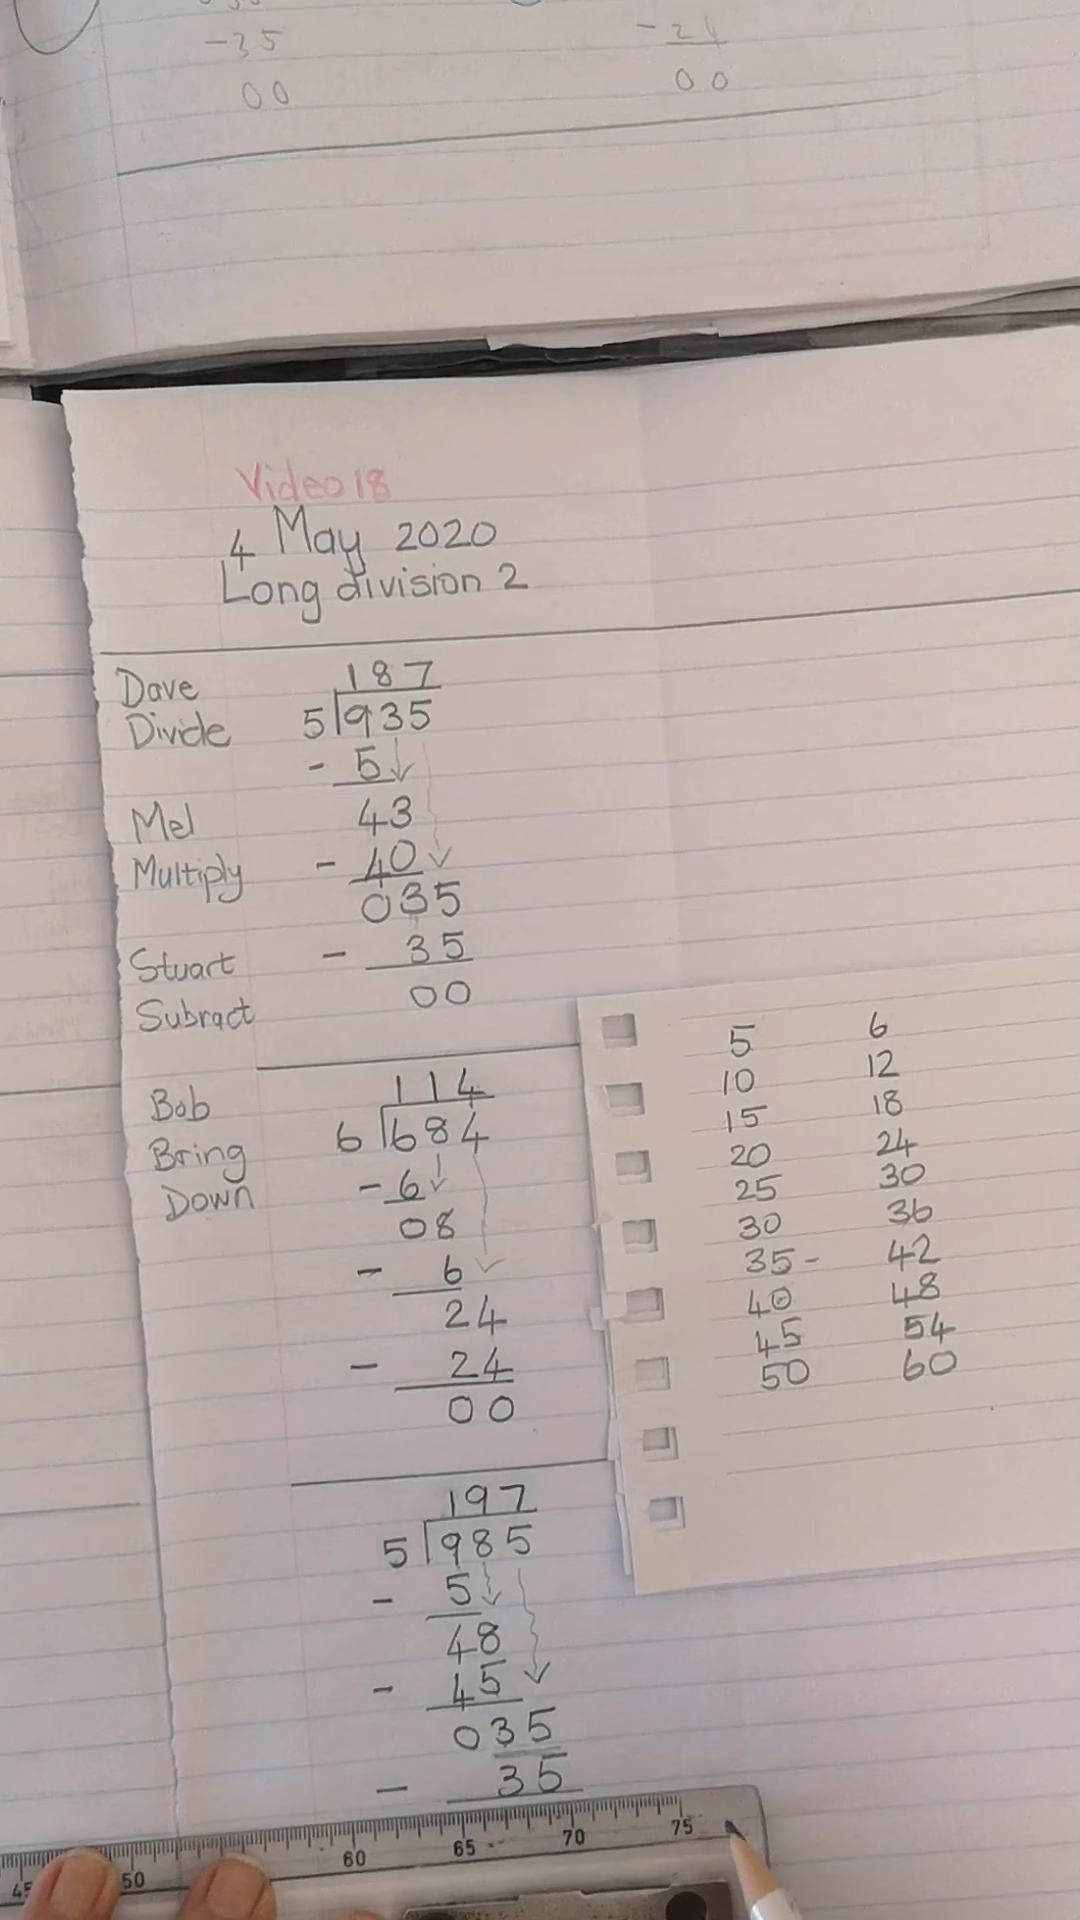 -35
-24
00
00
Video 18
4 May 2020
Long division 2
Dave
Divide
Mel
Multiply
Stuart
Subract
Bob
Bring
Down
187
5 935
- 5
43
- 40
035
- 35
00
114
6 684
- 6
08
- 6
24
- 24
00
197
5 985
- 5
48
- 45
035
- 35
5 6
10 12
15 18
20 24
25 30
30 36
35- 42
40 48
45 54
50 60
45 50 60 65 70 75